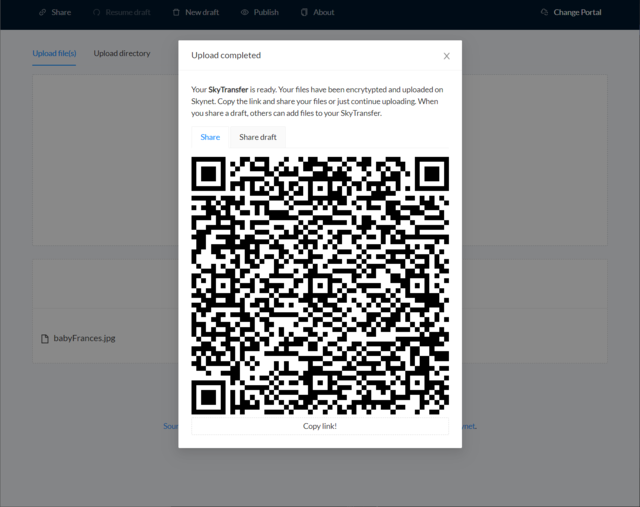 Share
Resume draft
New draft
Publish
About
Change Portal
Upload file(s)
Upload directory
Upload completed
Your SkyTransfer is ready. Your files have been encrytypted and uploaded on
Skynet. Copy the link and share your files or just continue uploading. When
you share a draft, others can add files to your SkyTransfer.
Share
Share draft
babyFrances.jpg
Copy link!